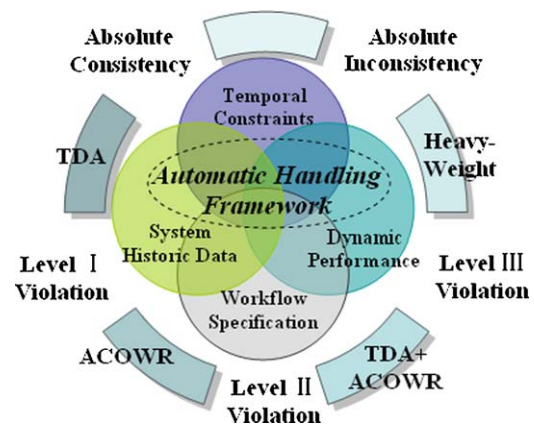 Absolute
Consistency
Absolute
Inconsistency
Temporal
Constraints
TDA
Heavy-
Weight
Automatic Handling
Framework
System
Historic Data
Dynamic
Performance
Level Ⅰ
Violation
Level Ⅲ
Violation
Workflow
Specification
ACOWR
TDA+
ACOWR
Level Ⅱ
Violation